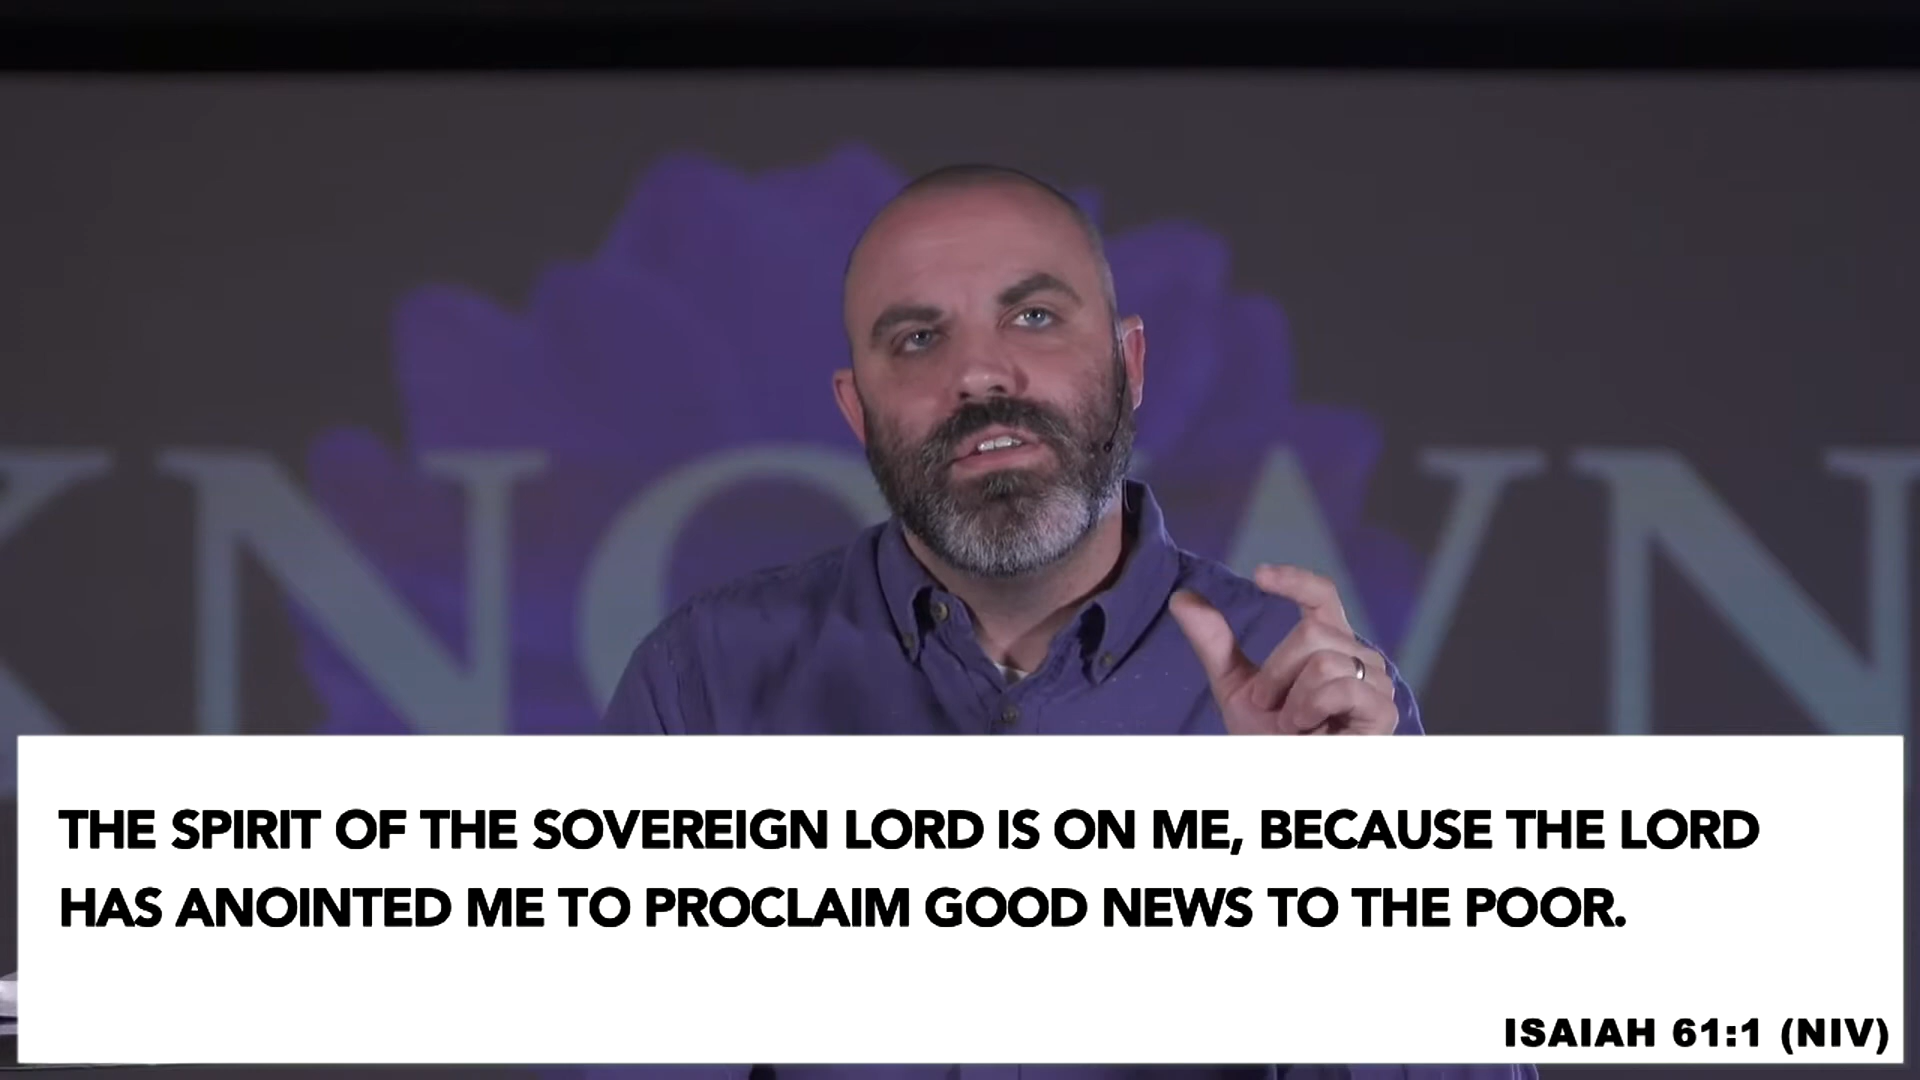 KNOWN
THE SPIRIT OF THE SOVEREIGN LORD IS ON ME, BECAUSE THE LORD
HAS ANOINTED ME TO PROCLAIM GOOD NEWS TO THE POOR.
ISAIAH 61:1 (NIV)